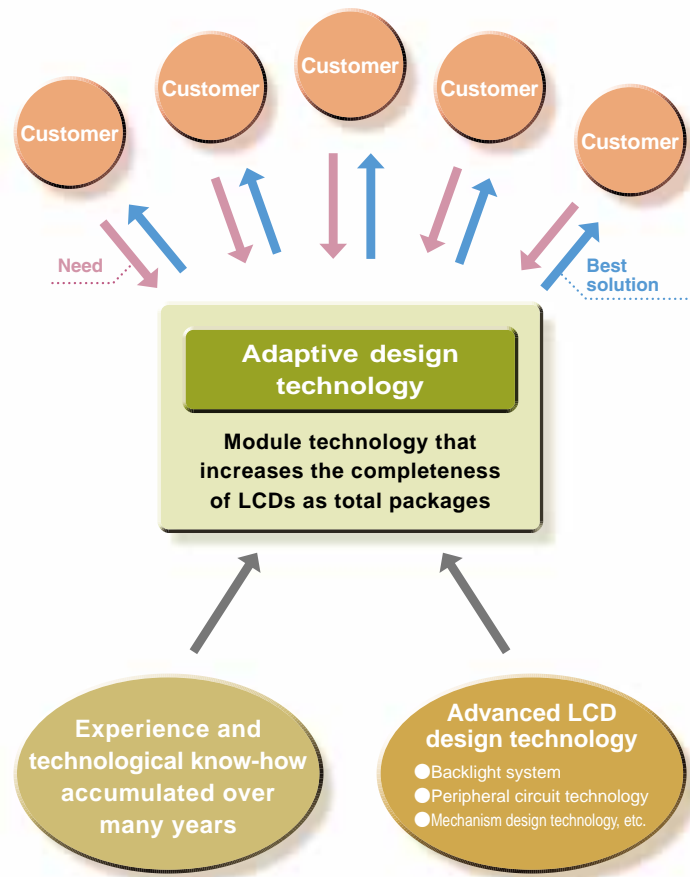 Customer
Customer
Customer
Customer
Customer
Need
Best
solution
Adaptive design
technology
Module technology that
increases the completeness
of LCDs as total packages
Experience and
technological know-how
accumulated over
many years
Advanced LCD
design technology
●Backlight system
●Peripheral circuit technology
●Mechanism design technology, etc.